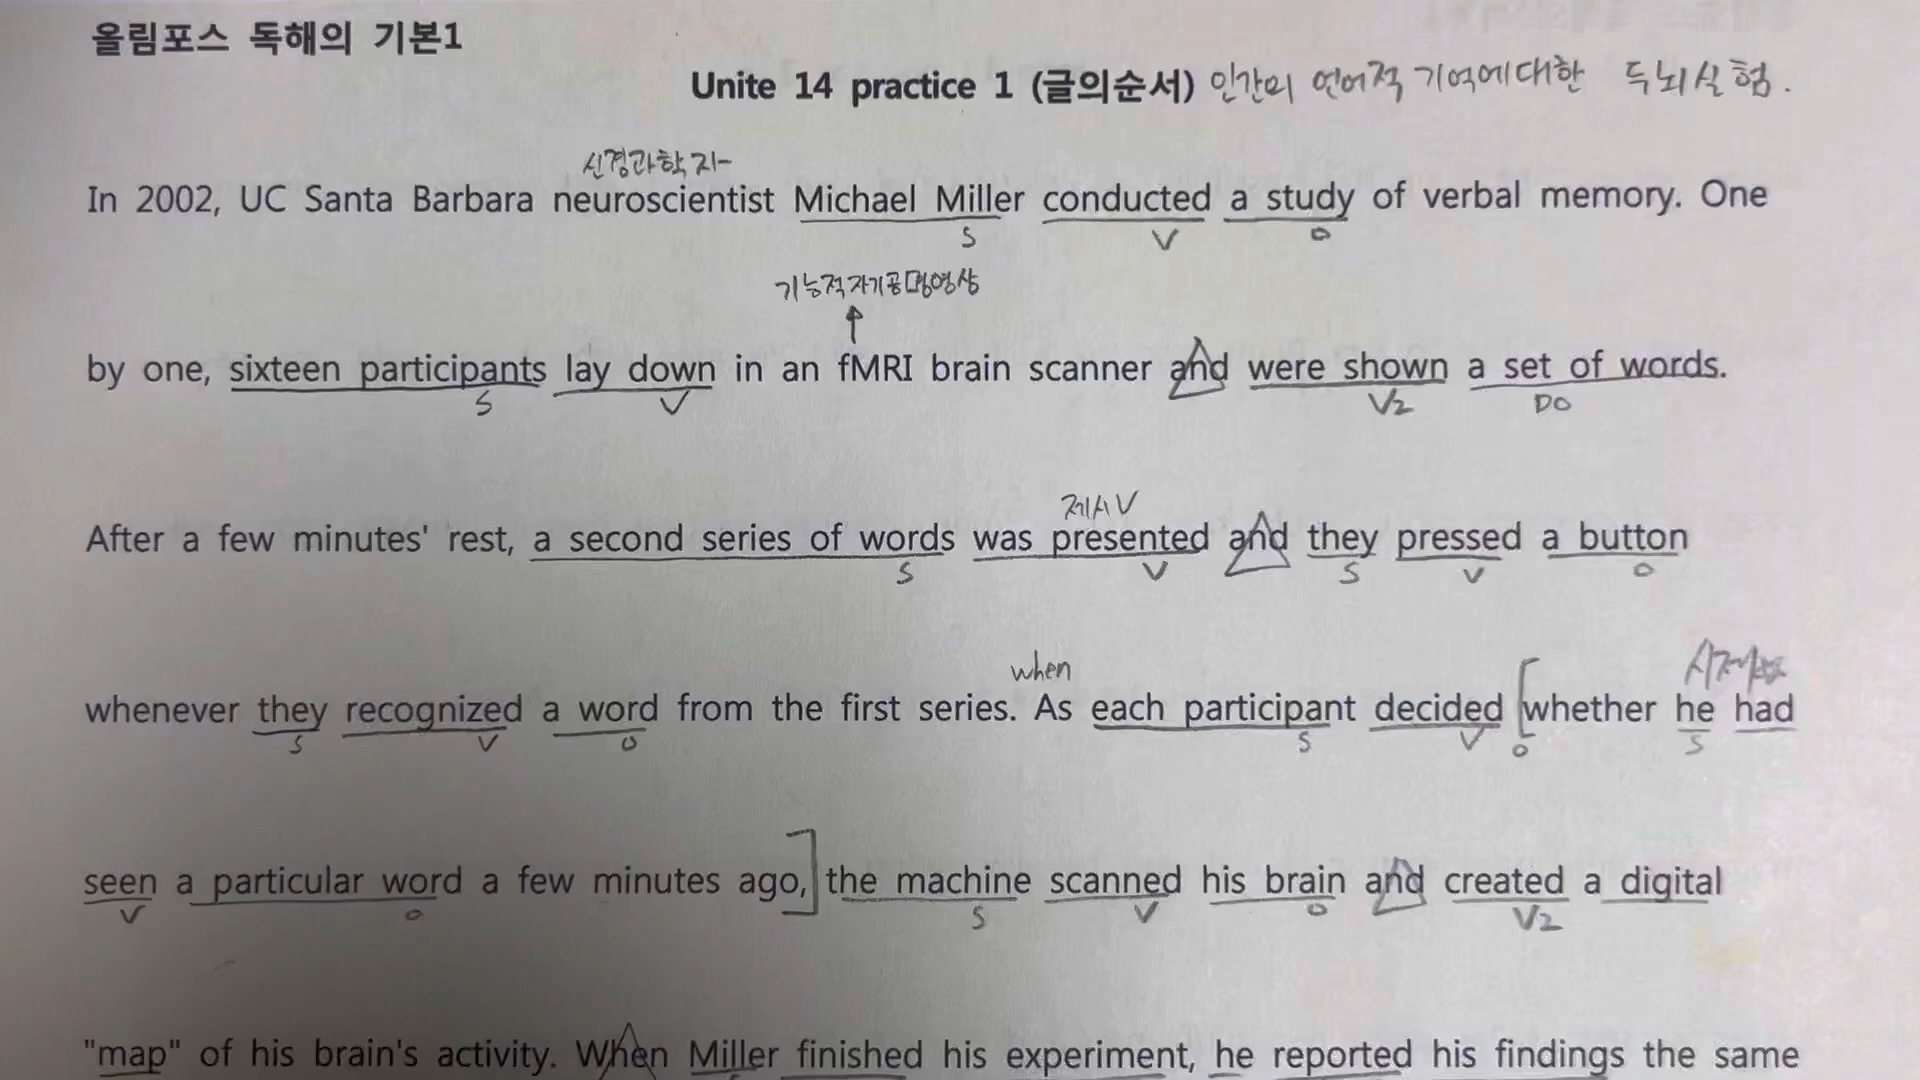 올림포스 독해의 기본1
Unite 14 practice 1 (글의순서) 인간의 언어적 기억에대한 두뇌실험.
신경과학자
In 2002, UC Santa Barbara neuroscientist Michael Miller conducted a study of verbal memory. One
S V O
기능적자기공명영상
by one, sixteen participants lay down in an fMRI brain scanner and were shown a set of words.
S V V2 DO
제시V
After a few minutes' rest, a second series of words was presented and they pressed a button
S V S V O
when
whenever they recognized a word from the first series. As each participant decided [whether he had
S V O S V O S
seen a particular word a few minutes ago,] the machine scanned his brain and created a digital
V O S V O V2
"map" of his brain's activity. When Miller finished his experiment, he reported his findings the same